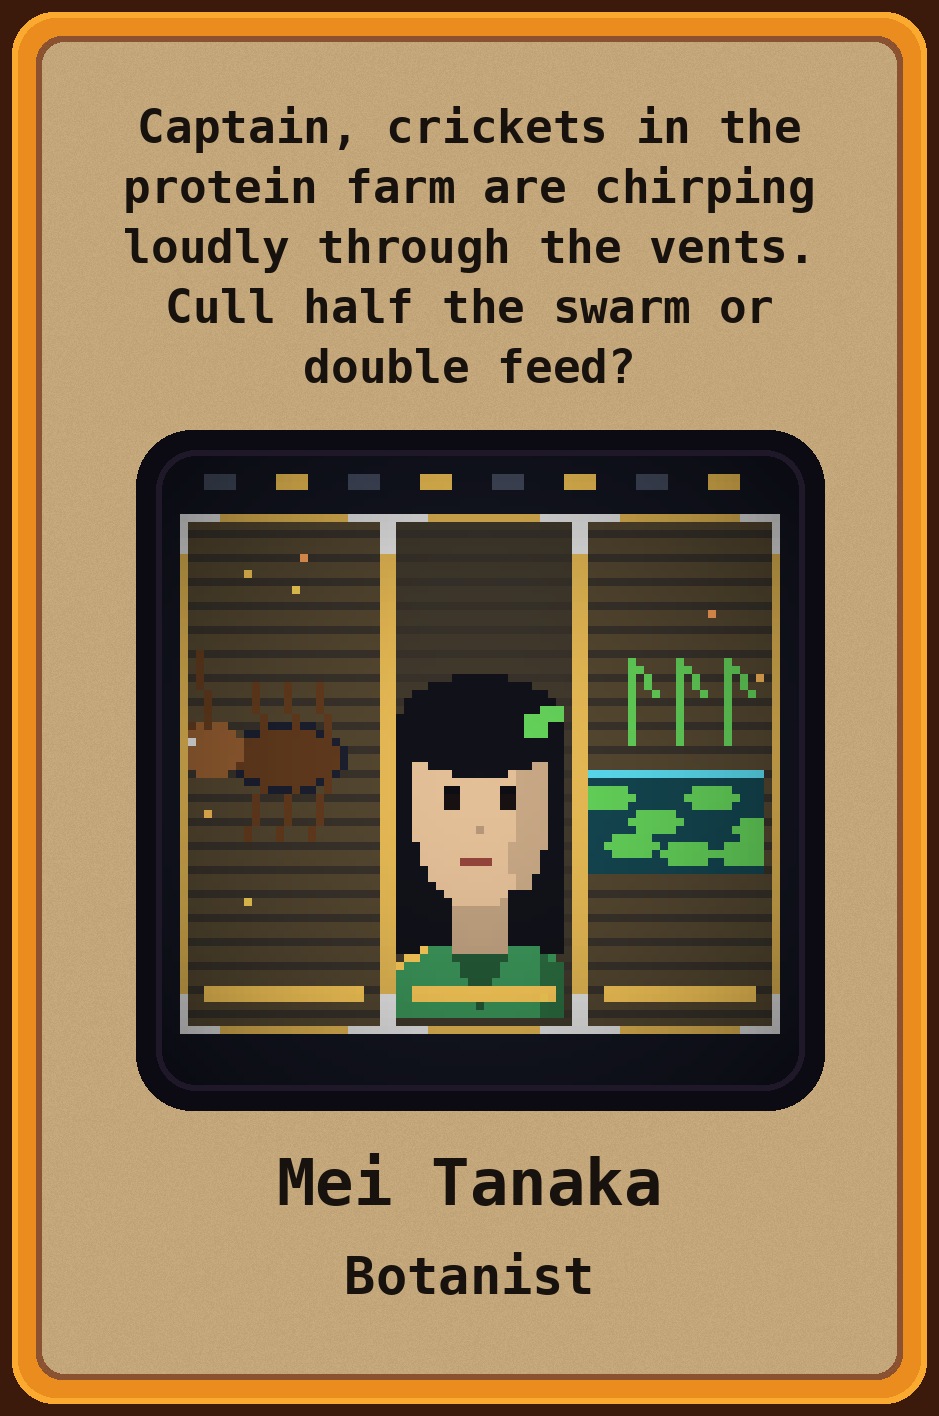 Captain, crickets in the
protein farm are chirping
loudly through the vents.
Cull half the swarm or
double feed?
Mei Tanaka
Botanist